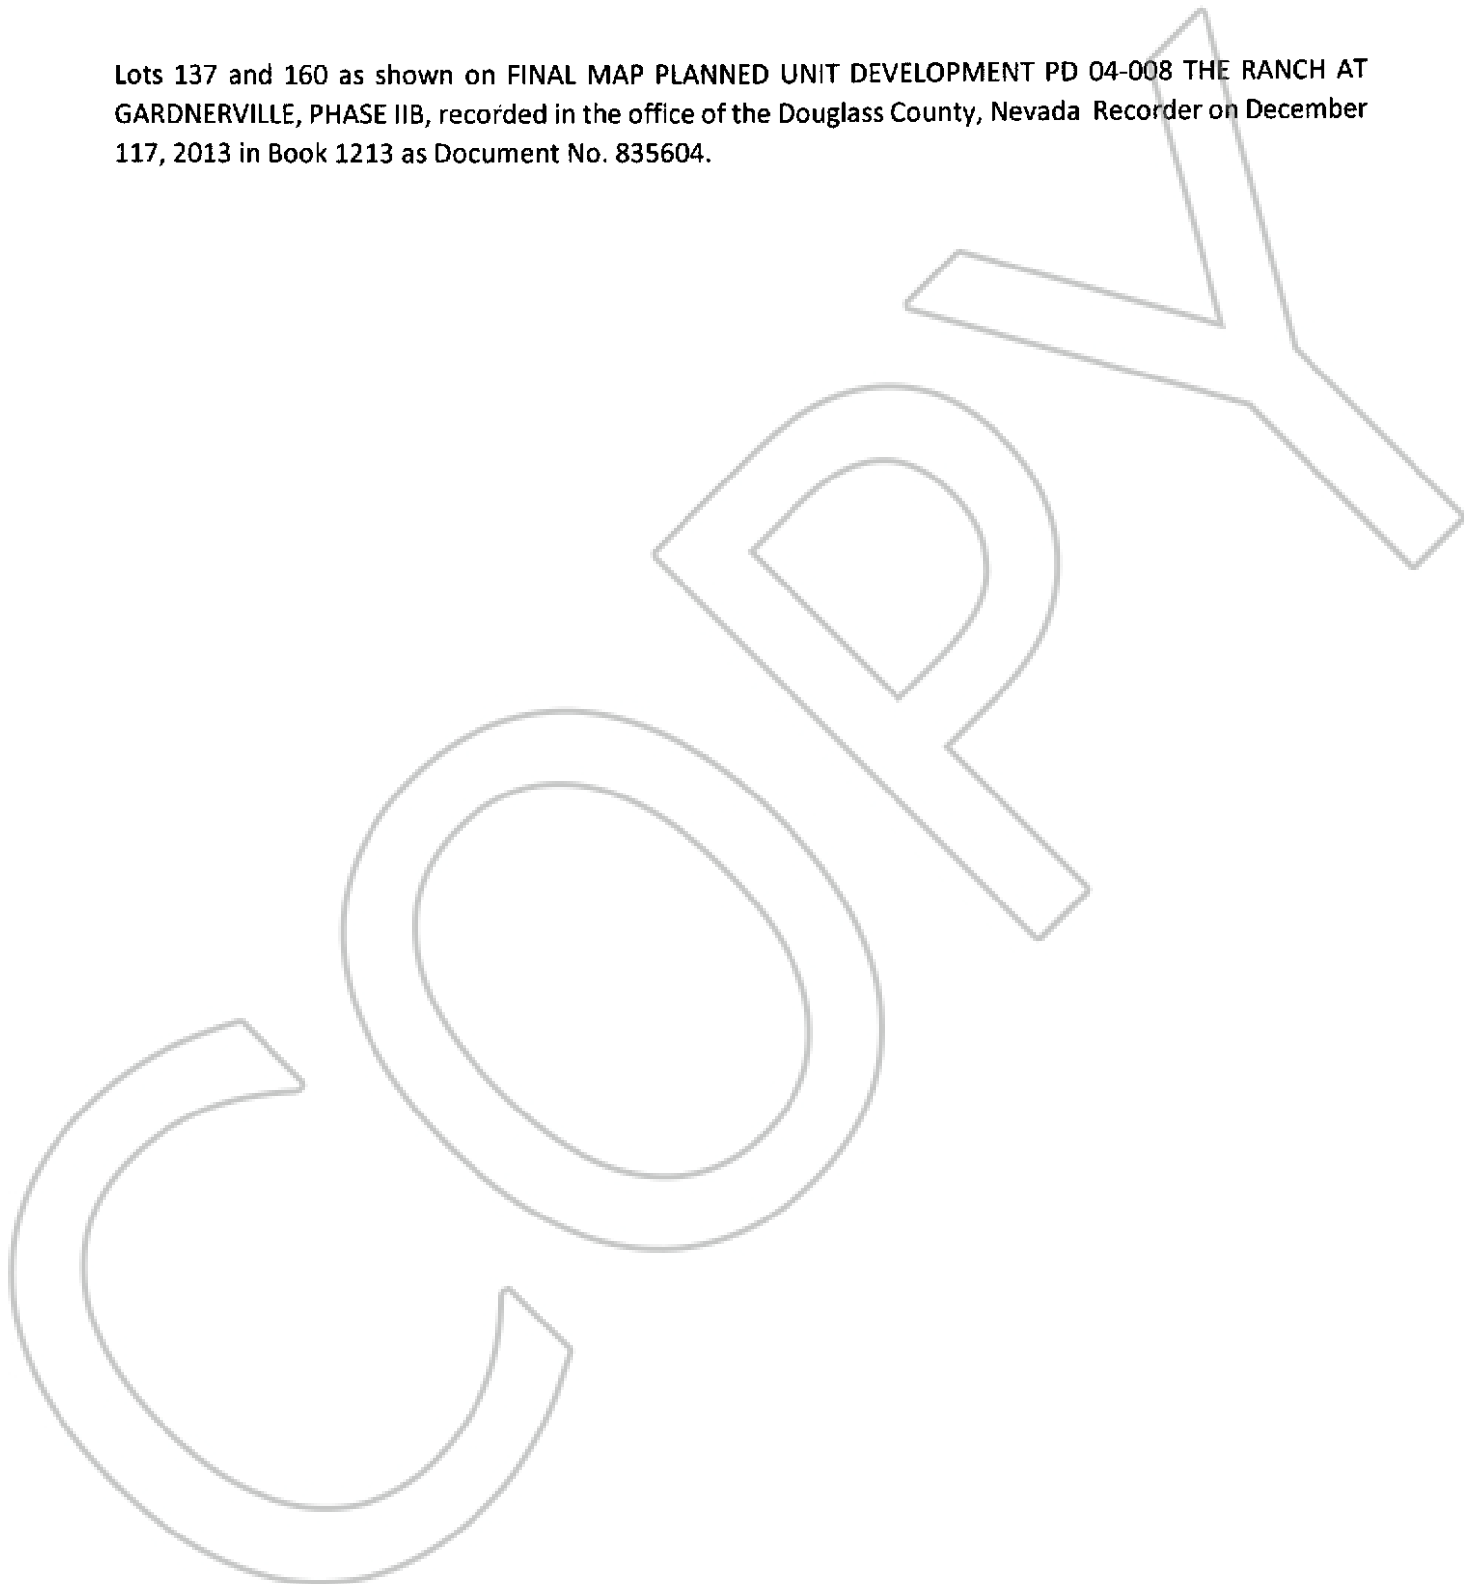 Lots 137 and 160 as shown on FINAL MAP PLANNED UNIT DEVELOPMENT PD 04-008 THE RANCH AT
GARDNERVILLE, PHASE IIB, recorded in the office of the Douglass County, Nevada Recorder on December
117, 2013 in Book 1213 as Document No. 835604.
COPY